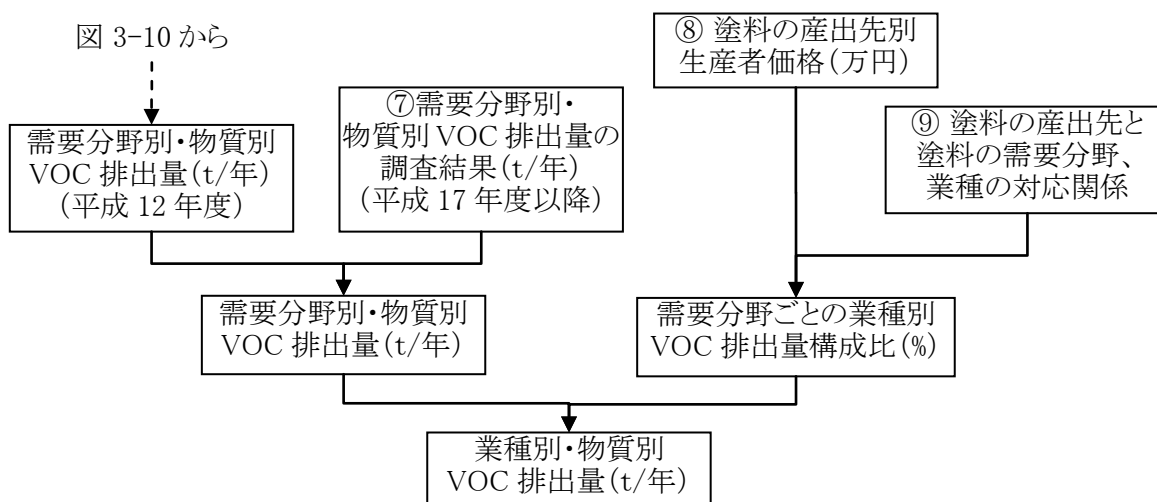 図 3-10 から
需要分野別・物質別
VOC 排出量(t/年)
(平成 12 年度)
⑦需要分野別・
物質別 VOC 排出量の
調査結果(t/年)
(平成 17 年度以降)
⑧ 塗料の産出先別
生産者価格(万円)
⑨ 塗料の産出先と
塗料の需要分野、
業種の対応関係
需要分野別・物質別
VOC 排出量(t/年)
需要分野ごとの業種別
VOC 排出量構成比(%)
業種別・物質別
VOC 排出量(t/年)